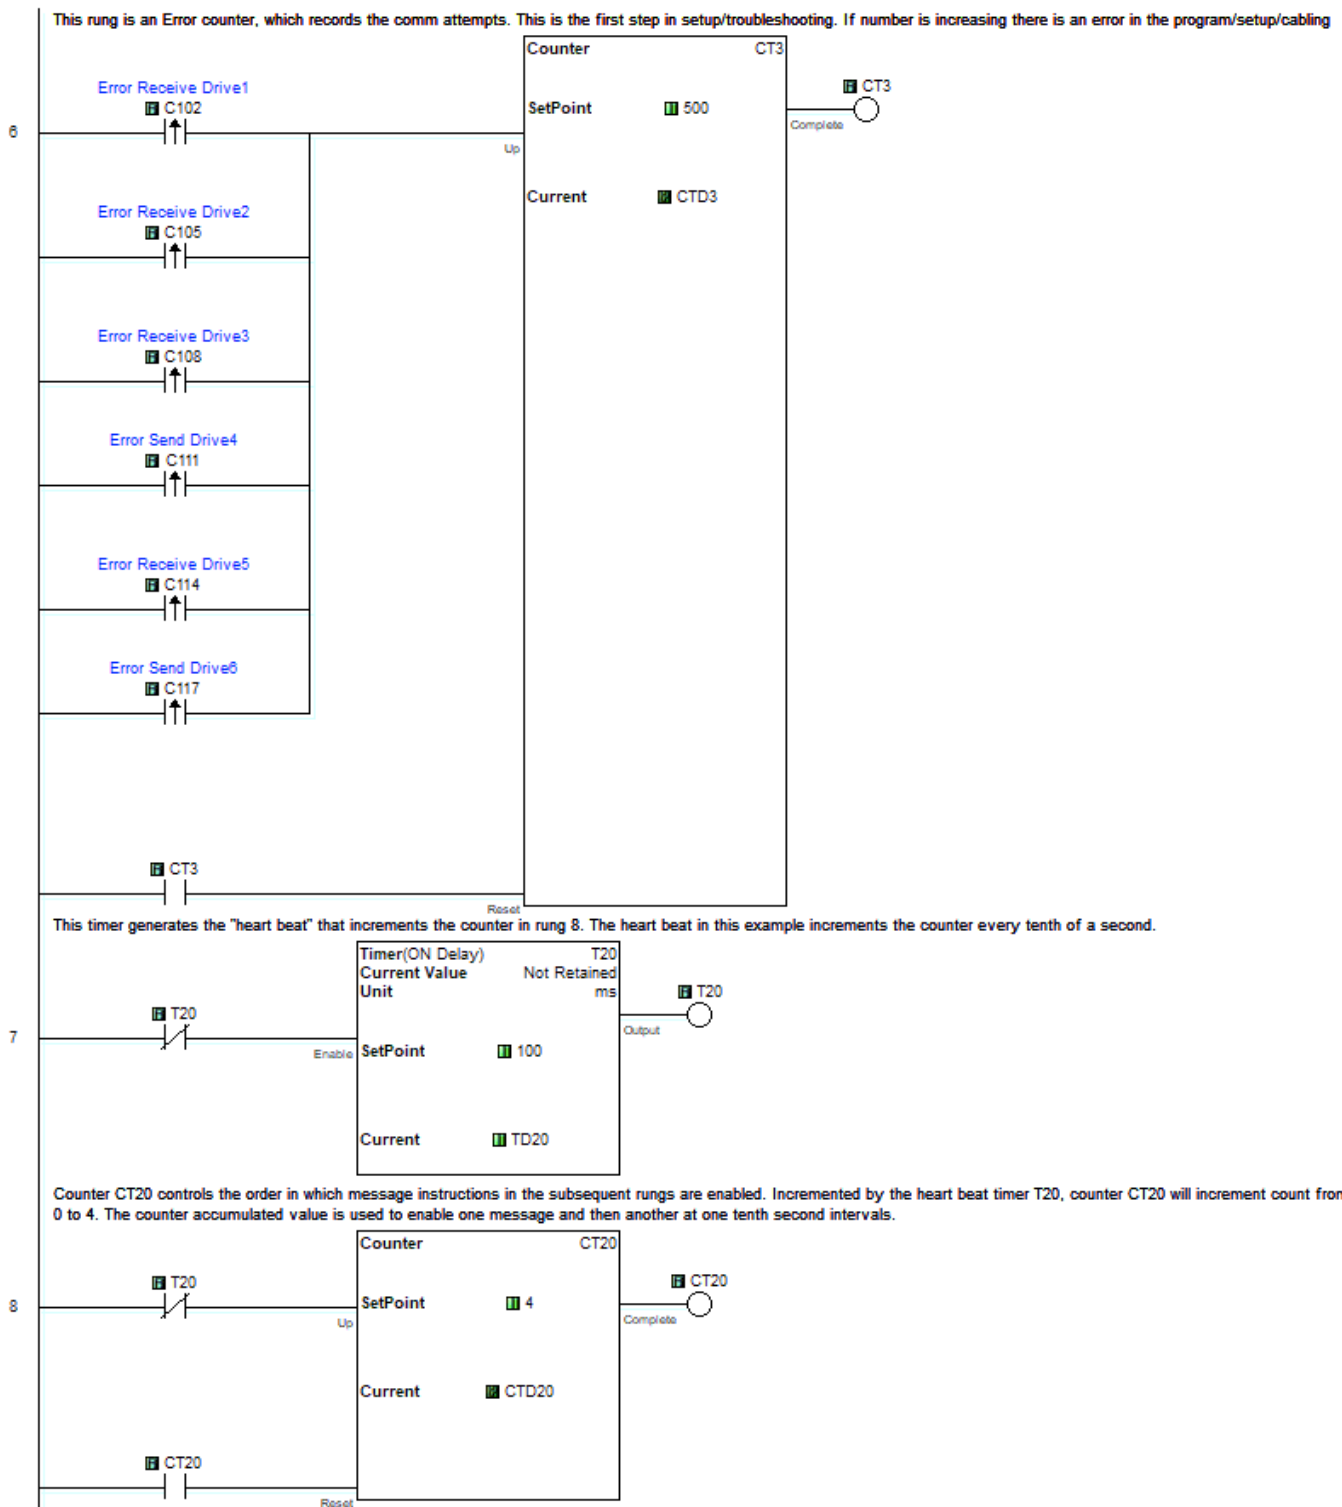 This rung is an Error counter, which records the comm attempts. This is the first step in setup/troubleshooting. If number is increasing there is an error in the program/setup/cabling
Counter CT3
Error Receive Drive1
C102
SetPoint 500
CT3
Complete
6
Up
Current CTD3
Error Receive Drive2
C105
Error Receive Drive3
C108
Error Send Drive4
C111
Error Receive Drive5
C114
Error Send Drive6
C117
CT3
Reset
This timer generates the "heart beat" that increments the counter in rung 8. The heart beat in this example increments the counter every tenth of a second.
Timer(ON Delay) T20
Current Value Not Retained
Unit ms
T20
T20
Output
7
Enable
SetPoint 100
Current TD20
Counter CT20 controls the order in which message instructions in the subsequent rungs are enabled. Incremented by the heart beat timer T20, counter CT20 will increment count from
0 to 4. The counter accumulated value is used to enable one message and then another at one tenth second intervals.
Counter CT20
T20
CT20
8
SetPoint 4
Up
Complete
Current CTD20
CT20
Reset